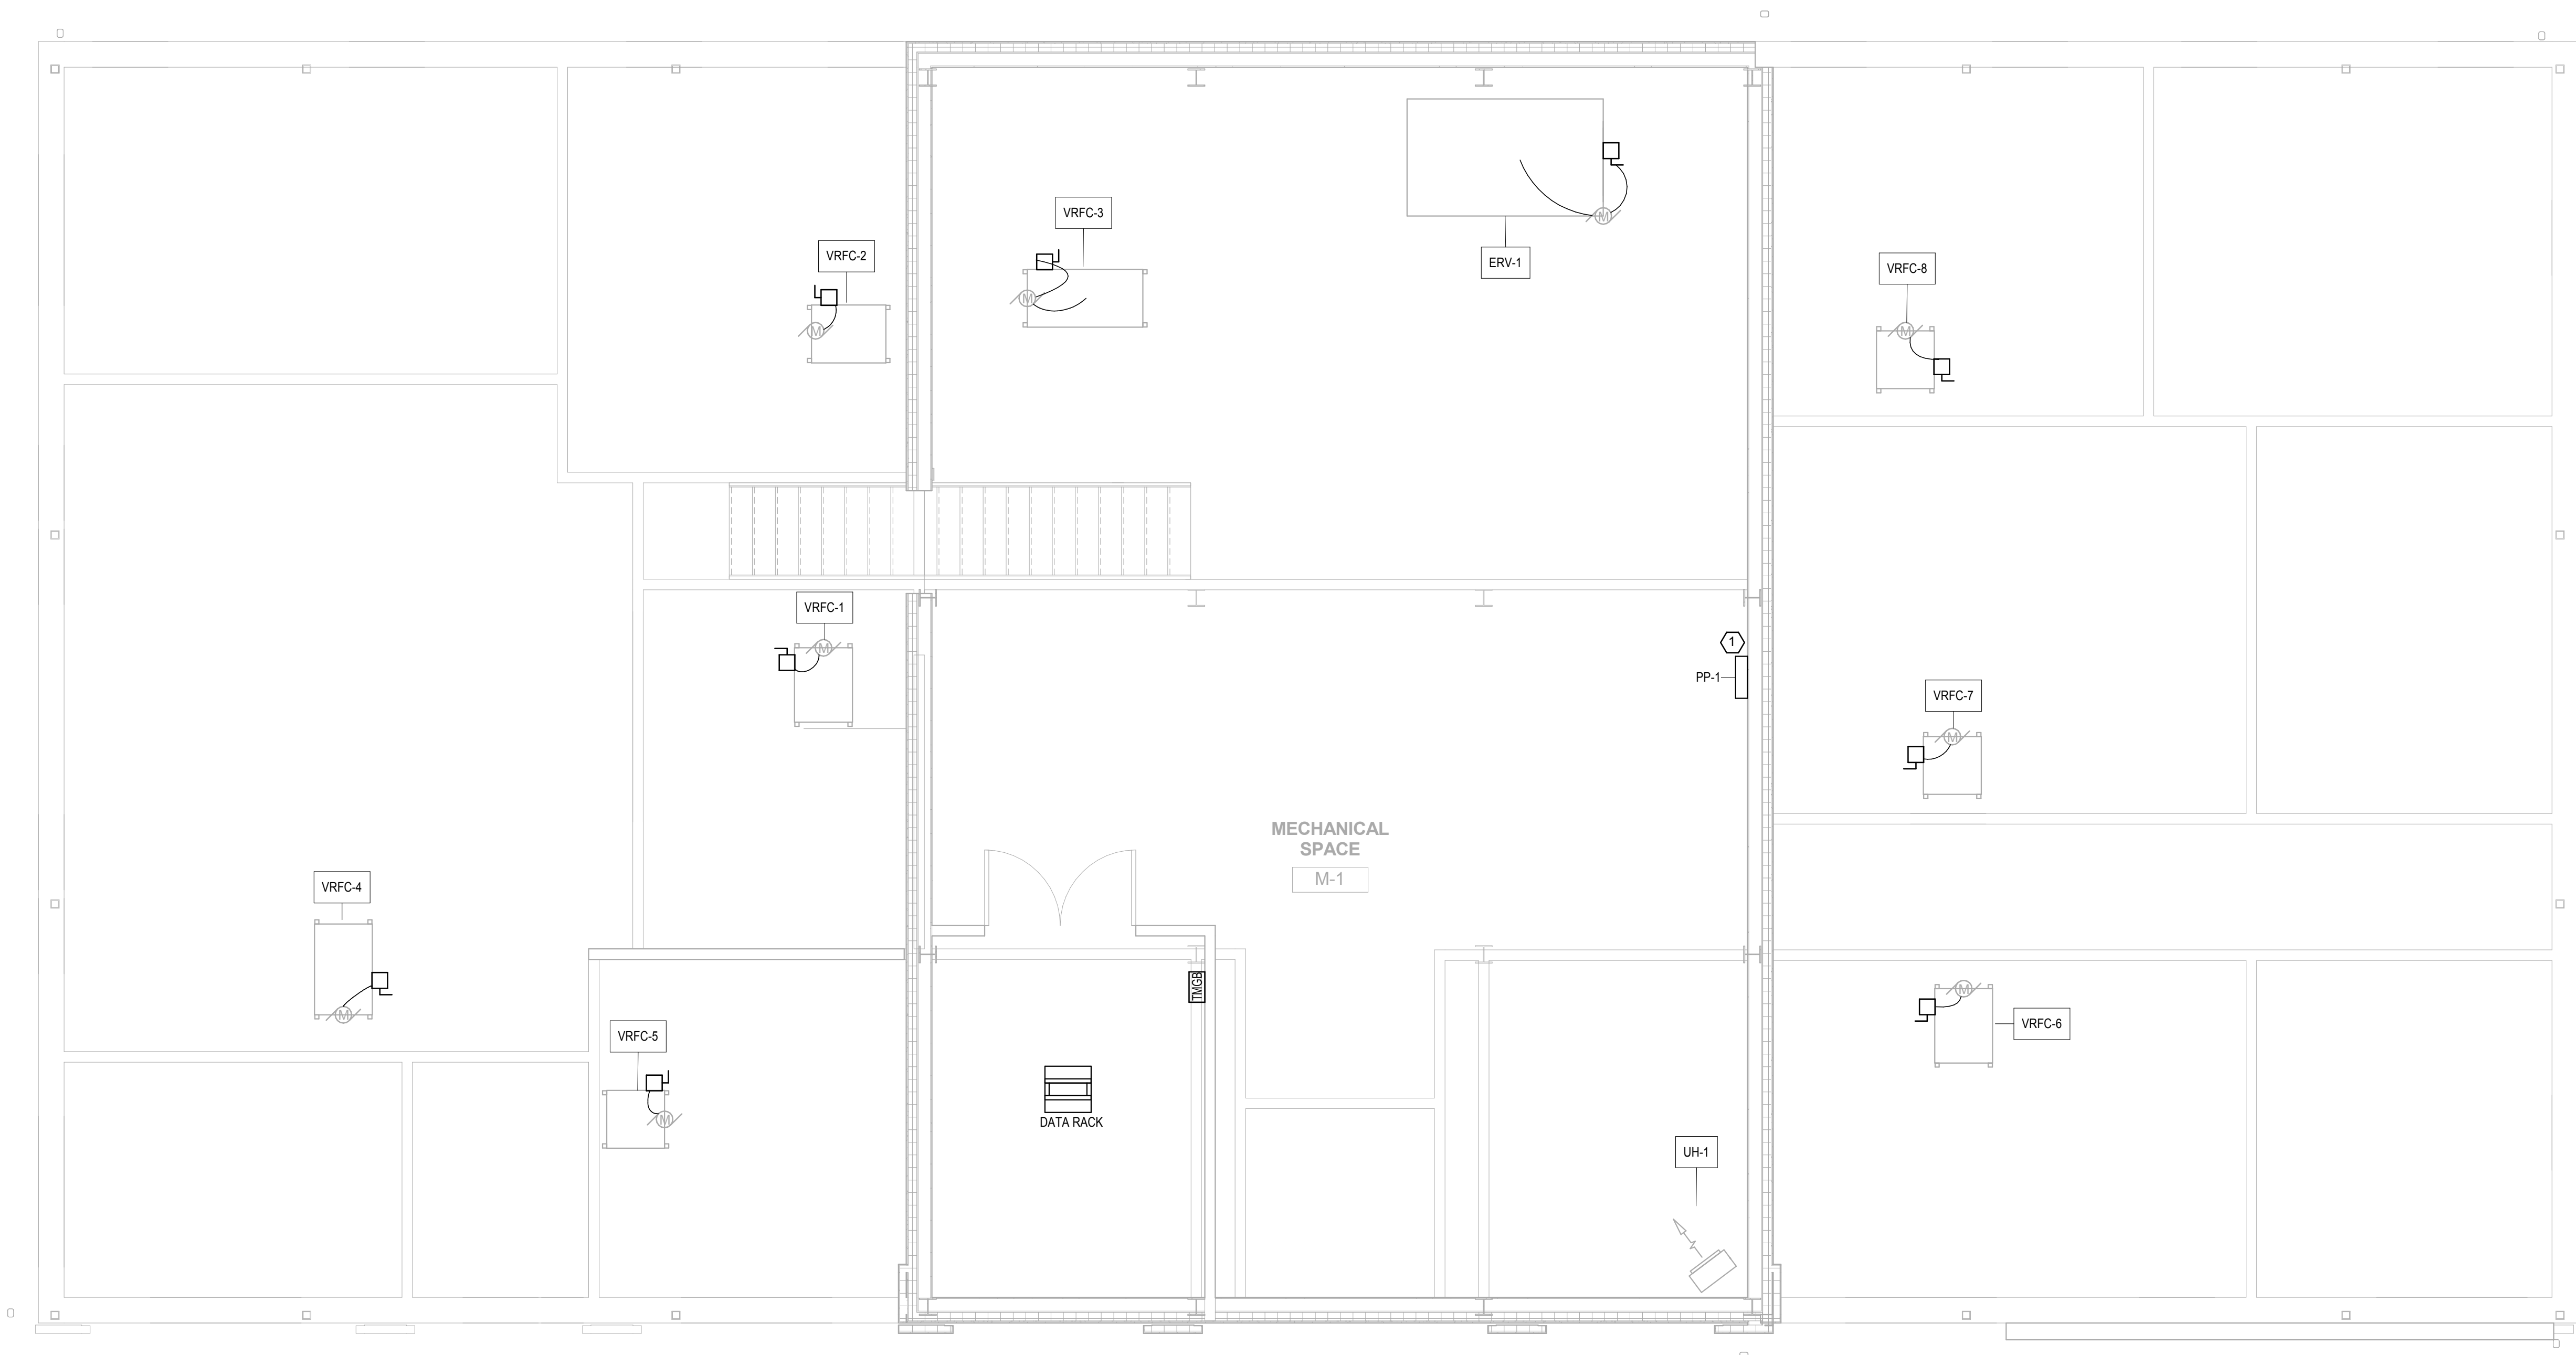 VRFC-3
VRFC-2
M
M
M
ERV-1
VRFC-8
M
M
VRFC-1
M
1
PP-1
VRFC-7
M
MECHANICAL
SPACE
M-1
VRFC-4
M
TMGB
VRFC-6
M
VRFC-5
M
DATA RACK
UH-1